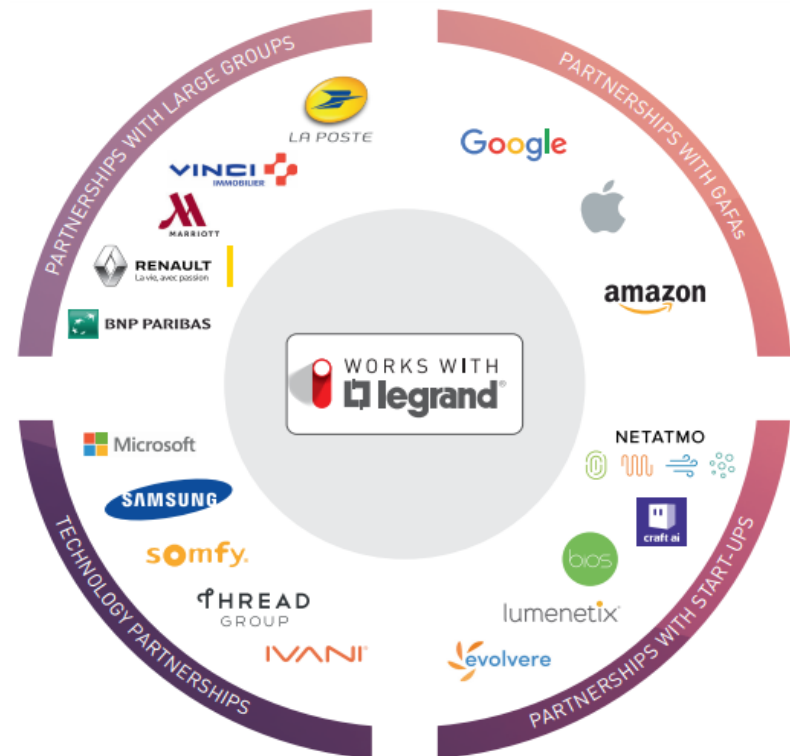 PARTNERSHIPS WITH LARGE GROUPS
LA POSTE
VINCI
IMMOBILIER
MARRIOTT
RENAULT
La vie, avec passion
BNP PARIBAS
PARTNERSHIPS WITH GAFAs
Google
amazon
WORKS WITH
legrand®
TECHNOLOGY PARTNERSHIPS
Microsoft
SAMSUNG
somfy.
THREAD
GROUP
IVANI
PARTNERSHIPS WITH START-UPS
NETATMO
craft ai
bios
lumenetix
evolvere